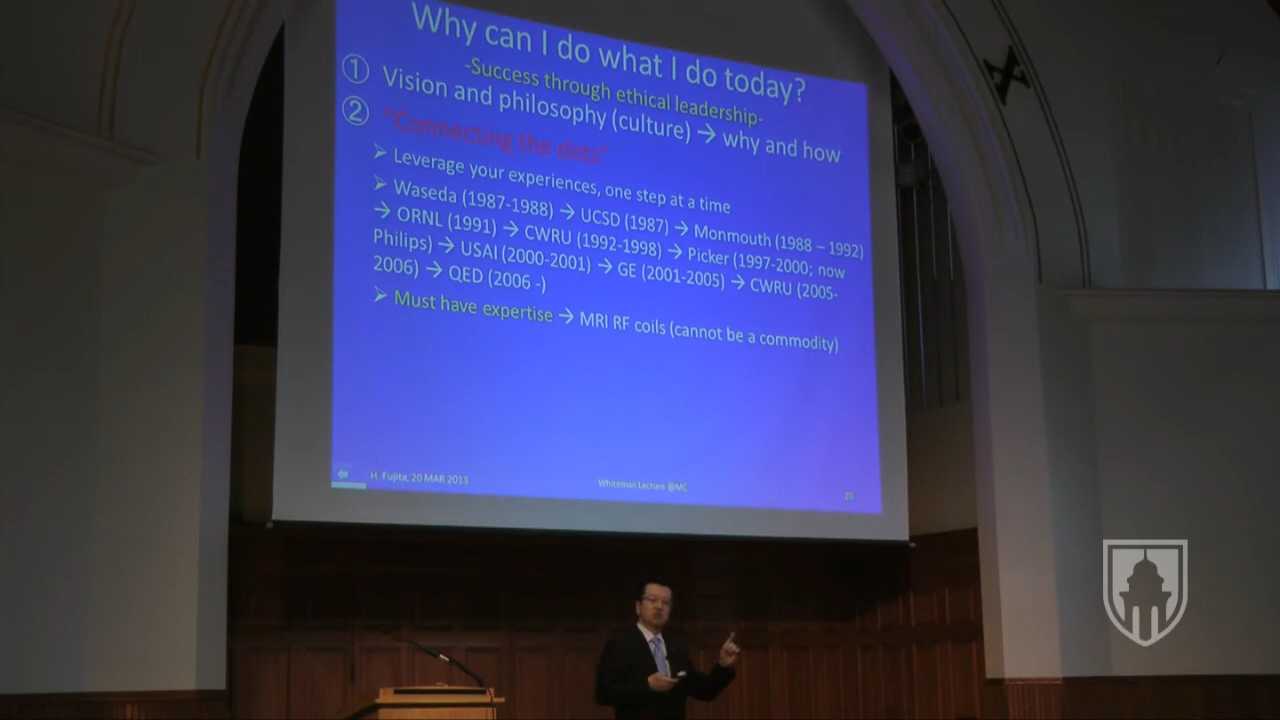 Why can I do what I do today?
-Success through ethical leadership-
① Vision and philosophy (culture) → why and how
② "Connecting the dots"
➢ Leverage your experiences, one step at a time
➢ Waseda (1987-1988) → UCSD (1987) → Monmouth (1988 – 1992)
→ ORNL (1991) → CWRU (1992-1998) → Picker (1997-2000; now
Philips) → USAI (2000-2001) → GE (2001-2005) → CWRU (2005-
2006) → QED (2006 -)
➢ Must have expertise → MRI RF coils (cannot be a commodity)
H. Fujita, 20 MAR 2013
Whiteman Lecture @MC
20